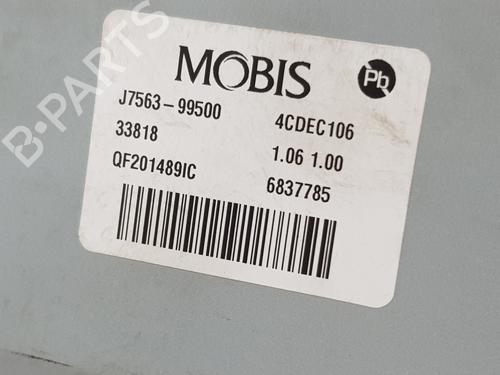 MOBIS
Pb
J7563-99500 4CDEC106
33818 1.06 1.00
QF201489IC 6837785
B-PARTS